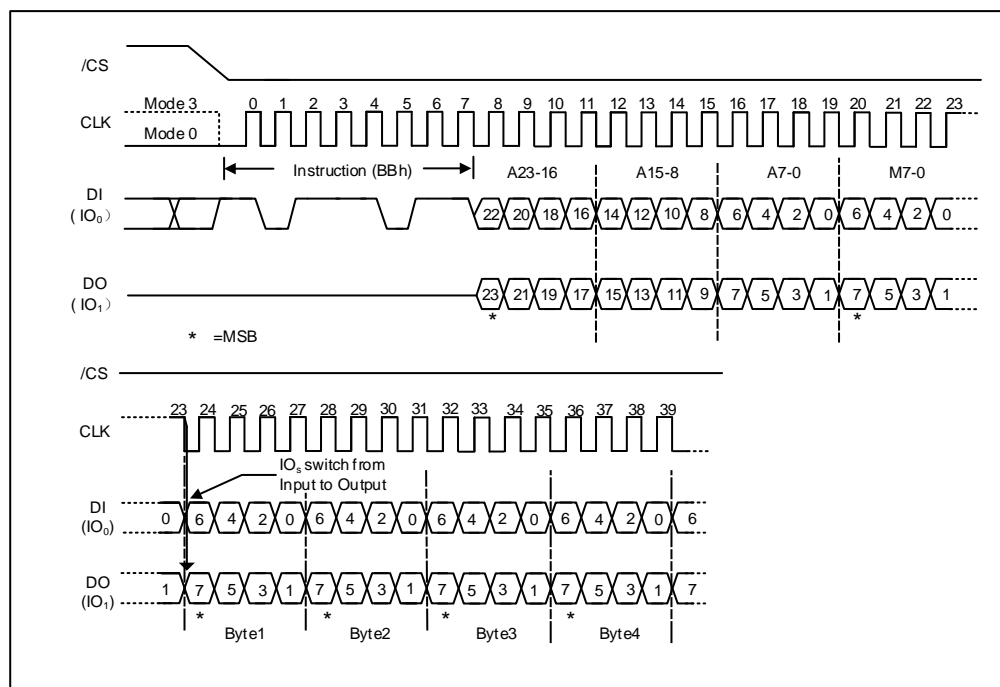 /CS
Mode 3
0 1 2 3 4 5 6 7 8 9 10 11 12 13 14 15 16 17 18 19 20 21 22 23
CLK
Mode 0
Instruction (BBh) A23-16 A15-8 A7-0 M7-0
DI
( IO0 )
22 20 18 16 14 12 10 8 6 4 2 0 6 4 2 0
DO
( IO1 )
23 21 19 17 15 13 11 9 7 5 3 1 7 5 3 1
* *
* =MSB
/CS
23 24 25 26 27 28 29 30 31 32 33 34 35 36 37 38 39
CLK
IOs switch from
Input to Output
DI
(IO0)
0 6 4 2 0 6 4 2 0 6 4 2 0 6 4 2 0 6
DO
(IO1)
1 7 5 3 1 7 5 3 1 7 5 3 1 7 5 3 1 7
* * * *
Byte1 Byte2 Byte3 Byte4